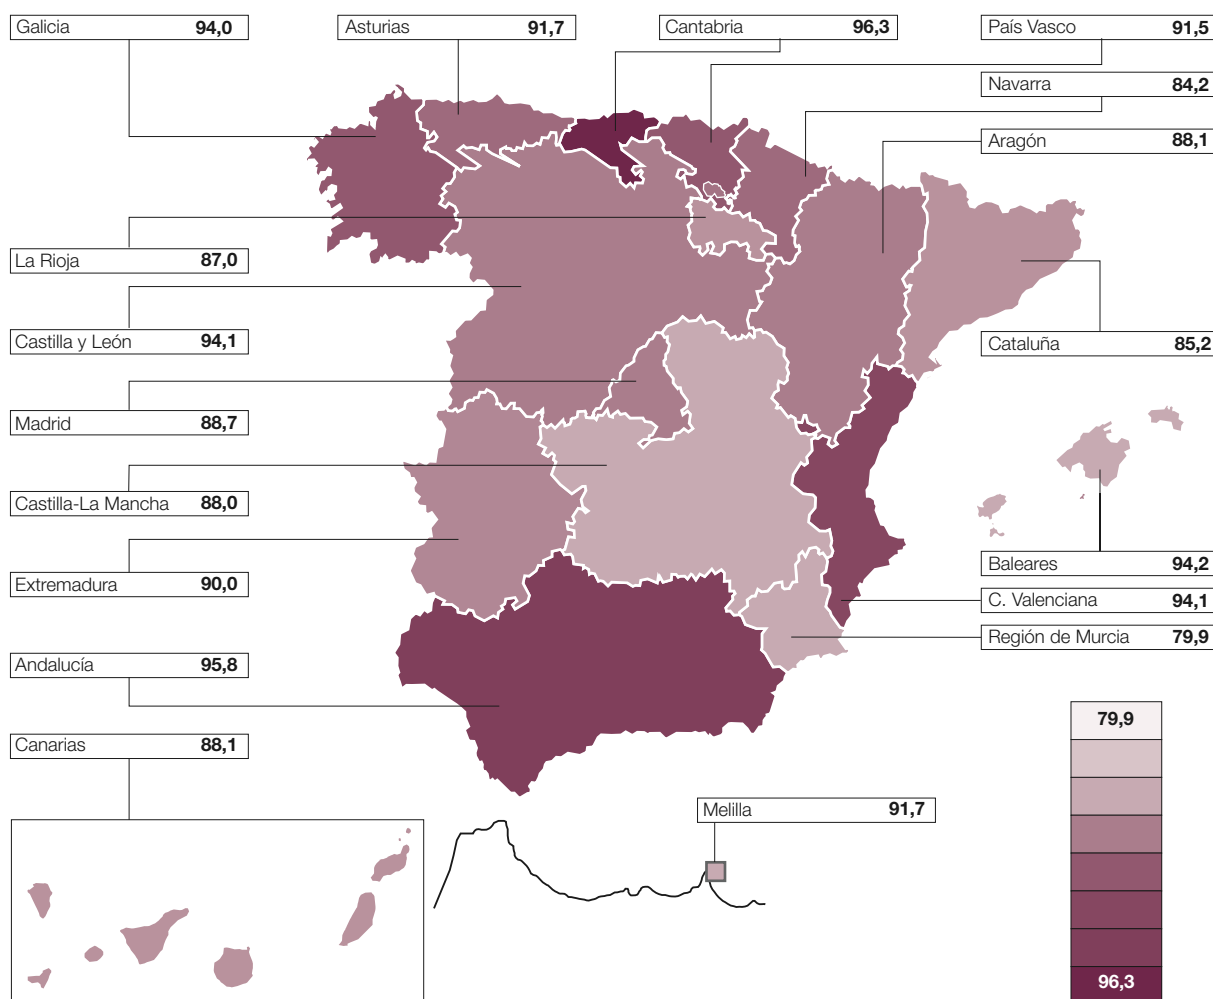 Galicia 94,0
Asturias 91,7
Cantabria 96,3
País Vasco 91,5
Navarra 84,2
Aragón 88,1
La Rioja 87,0
Castilla y León 94,1
Cataluña 85,2
Madrid 88,7
Castilla-La Mancha 88,0
Extremadura 90,0
Baleares 94,2
C. Valenciana 94,1
Región de Murcia 79,9
Andalucía 95,8
Canarias 88,1
Melilla 91,7
79,9
96,3